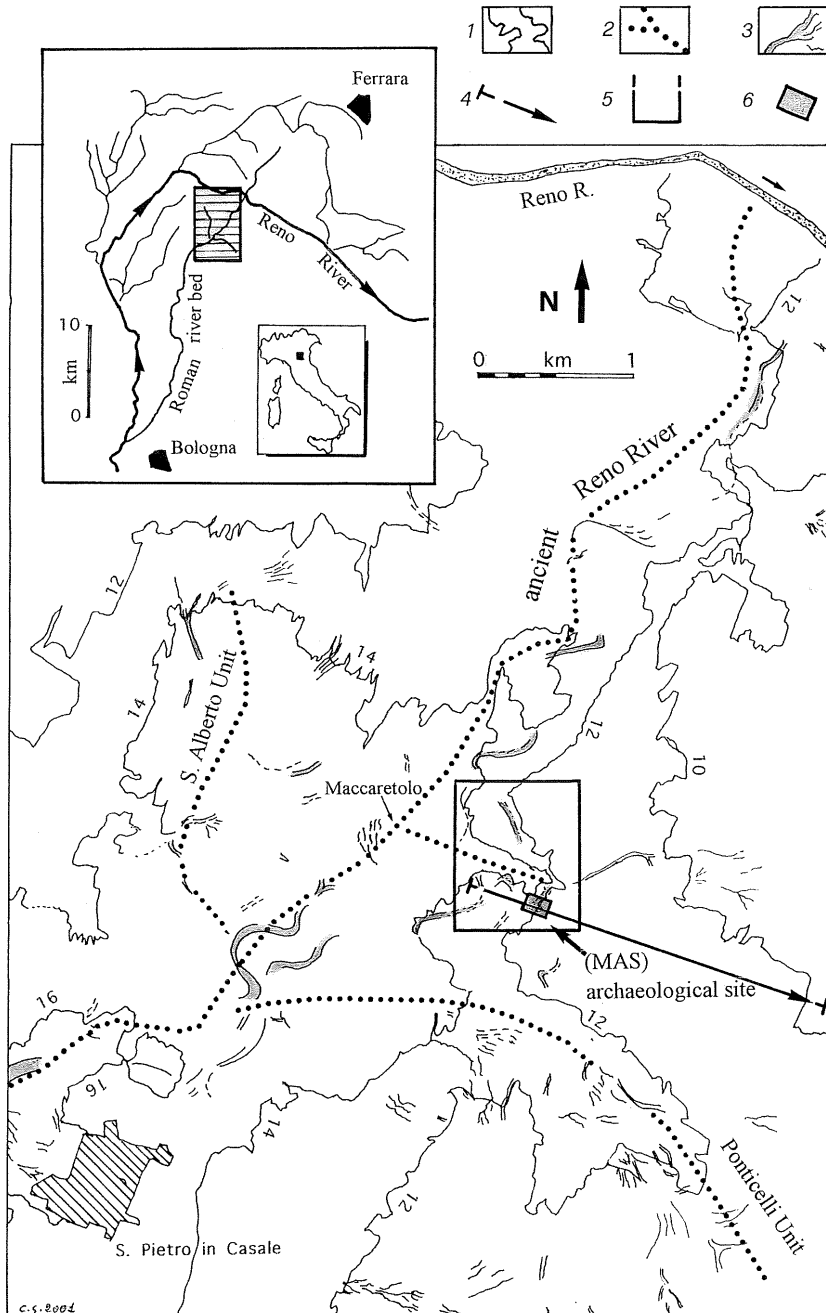 1
2
3
4
5
6
Ferrara
Reno
River
Roman river bed
10
km
0
Bologna
Reno R.
N
0 km 1
12
ancient Reno River
12
14
14
S. Alberto Unit
12
10
Maccaretolo
(MAS)
archaeological site
16
16
12
14
12
Ponticelli Unit
S. Pietro in Casale
C.G. 2001